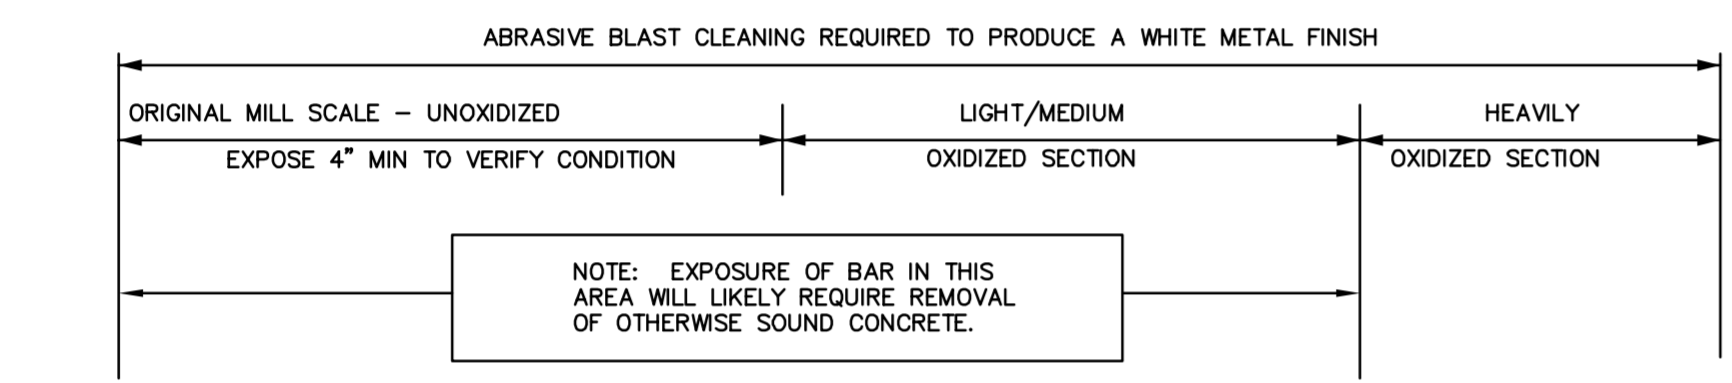 ABRASIVE BLAST CLEANING REQUIRED TO PRODUCE A WHITE METAL FINISH
ORIGINAL MILL SCALE – UNOXIDIZED
EXPOSE 4" MIN TO VERIFY CONDITION
LIGHT/MEDIUM
OXIDIZED SECTION
HEAVILY
OXIDIZED SECTION
NOTE: EXPOSURE OF BAR IN THIS
AREA WILL LIKELY REQUIRE REMOVAL
OF OTHERWISE SOUND CONCRETE.